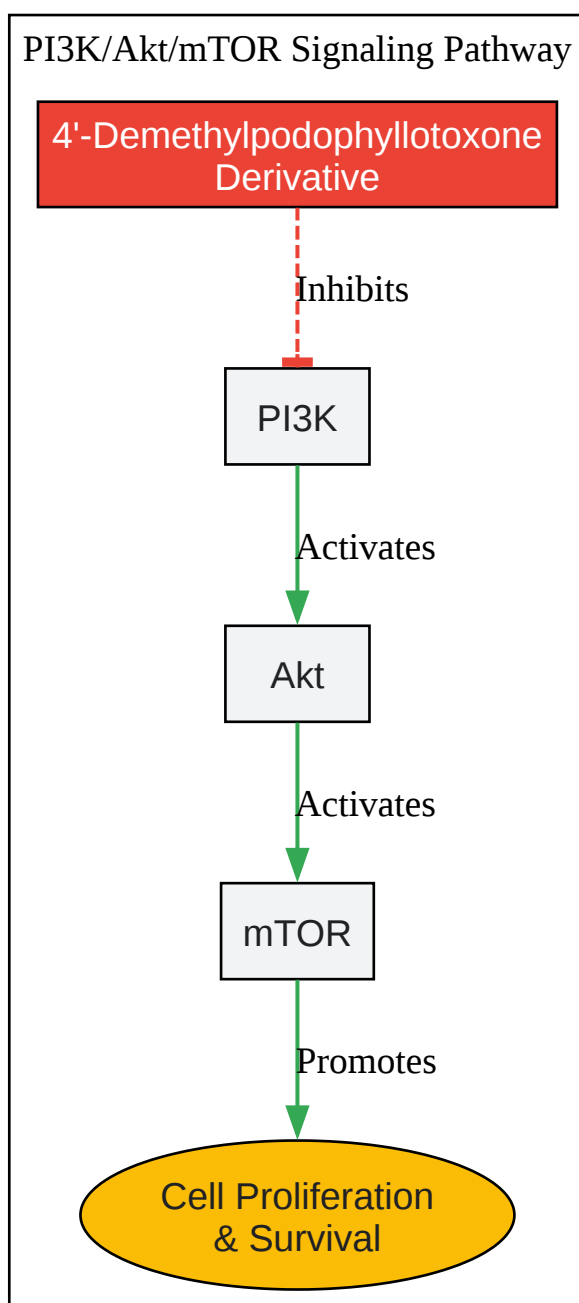 PI3K/Akt/mTOR Signaling Pathway
4'-Demethylpodophyllotoxone
Derivative
Inhibits
PI3K
Activates
Akt
Activates
mTOR
Promotes
Cell Proliferation
& Survival